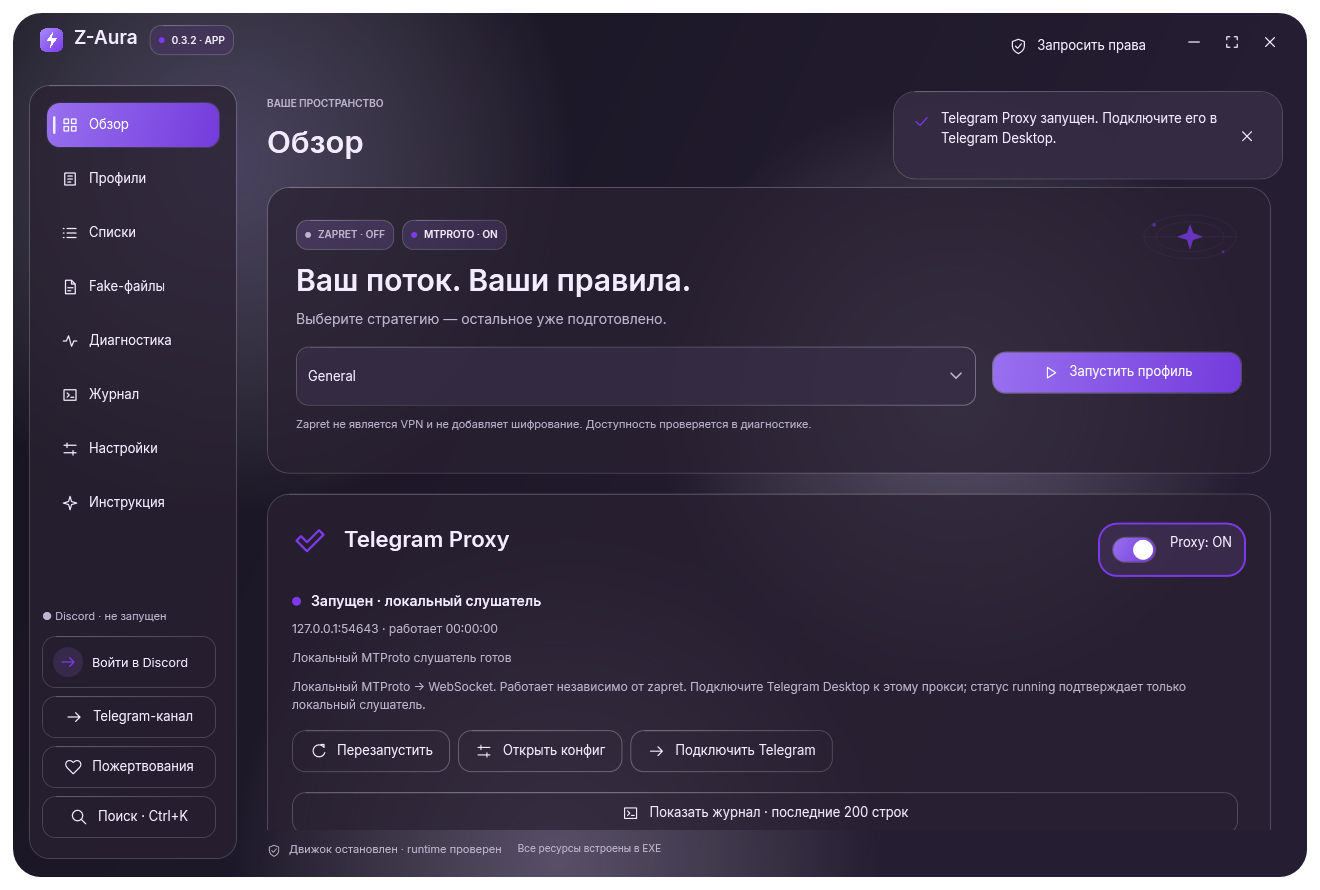 Z-Aura
0.3.2 · APP
Запросить права
Обзор
Профили
Списки
Fake-файлы
Диагностика
Журнал
Настройки
Инструкция
Discord · не запущен
Войти в Discord
Telegram-канал
Пожертвования
Поиск · Ctrl+K
ВАШЕ ПРОСТРАНСТВО
Обзор
Telegram Proxy запущен. Подключите его в
Telegram Desktop.
ZAPRET · OFF
MTPROTO · ON
Ваш поток. Ваши правила.
Выберите стратегию — остальное уже подготовлено.
General
Запустить профиль
Zapret не является VPN и не добавляет шифрование. Доступность проверяется в диагностике.
Telegram Proxy
Proxy: ON
Запущен · локальный слушатель
127.0.0.1:54643 · работает 00:00:00
Локальный MTProto слушатель готов
Локальный MTProto → WebSocket. Работает независимо от zapret. Подключите Telegram Desktop к этому прокси; статус running подтверждает только
локальный слушатель.
Перезапустить
Открыть конфиг
Подключить Telegram
Показать журнал · последние 200 строк
Движок остановлен · runtime проверен
Все ресурсы встроены в EXE